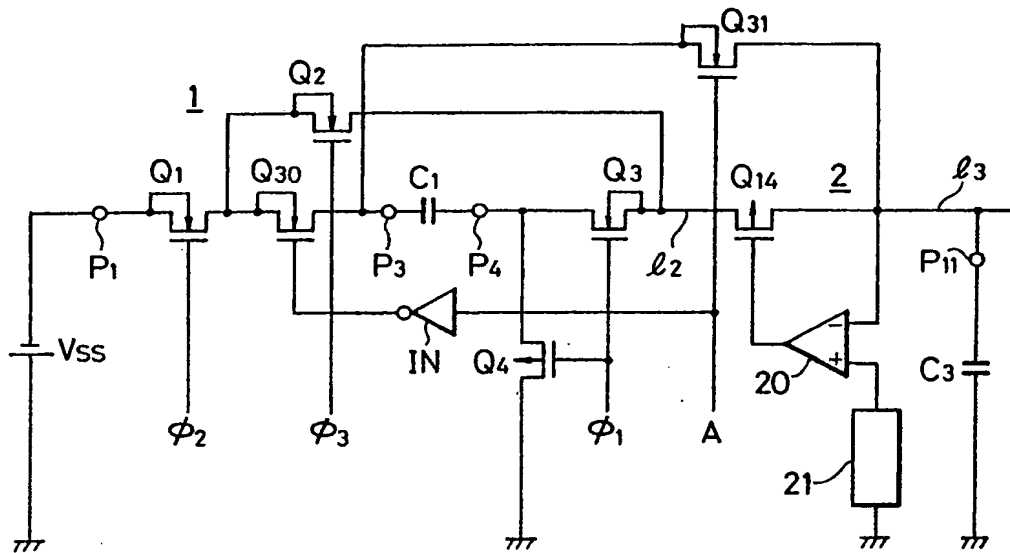 Q31
Q2
1
Q1
Q30
C1
Q3
Q14
2
ℓ3
P1
P3
P4
ℓ2
P11
VSS
IN
Q4
20
−
+
C3
ϕ2
ϕ3
ϕ1
A
21